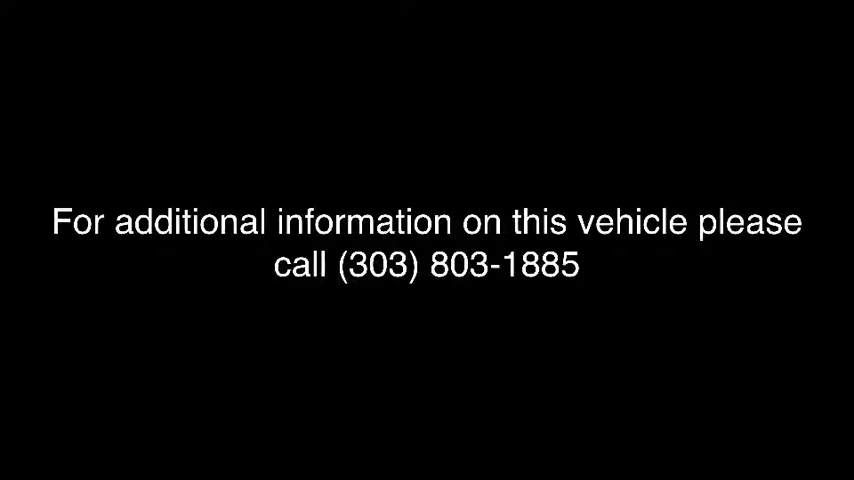 For additional information on this vehicle please
call (303) 803-1885